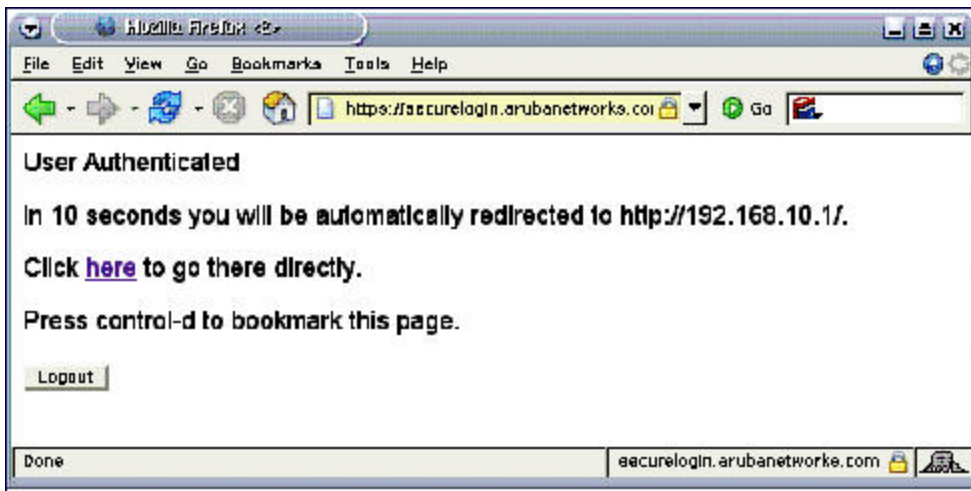 Mozilla Firefox <2>
File Edit View Go Bookmarks Tools Help
https://securelogin.arubanetworks.com Go
User Authenticated
In 10 seconds you will be automatically redirected to http://192.168.10.1/.
Click here to go there directly.
Press control-d to bookmark this page.
Logout
Done securelogin.arubanetworks.com